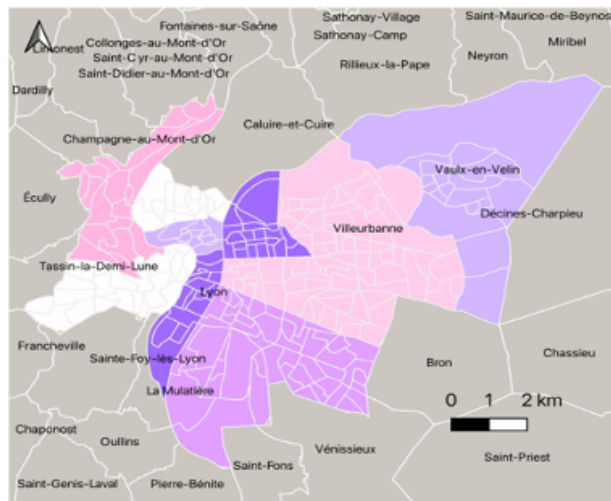 Fontaines-sur-Saône
Sathonay-Village
Saint-Maurice-de-Beynos
Limonest
Collonges-au-Mont-d'Or
Sathonay-Camp
Miribel
Saint-Cyr-au-Mont-d'Or
Neyron
Saint-Didier-au-Mont-d'Or
Rillieux-la-Pape
Dardilly
Champagne-au-Mont-d'Or
Caluire-et-Cuire
Écully
Vaulx-en-Velin
Décines-Charpieu
Villeurbanne
Tassin-la-Demi-Lune
Lyon
Francheville
Sainte-Foy-lès-Lyon
Bron
Chassieu
La Mulatière
0 1 2 km
Chaponost
Oullins
Vénissieux
Saint-Priest
Saint-Fons
Saint-Genis-Laval
Pierre-Bénite